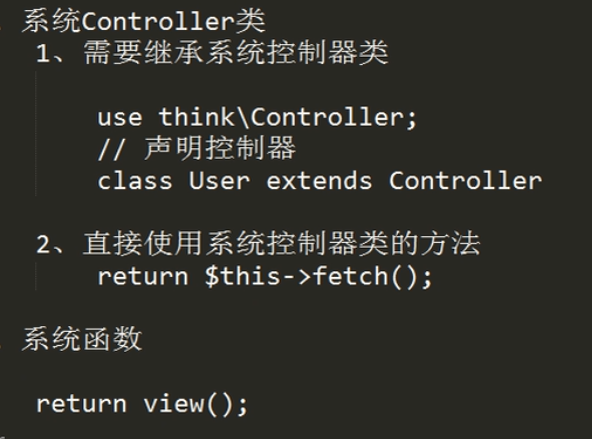 系统Controller类
1、需要继承系统控制器类
use think\Controller;
// 声明控制器
class User extends Controller
2、直接使用系统控制器类的方法
return $this->fetch();
系统函数
return view();